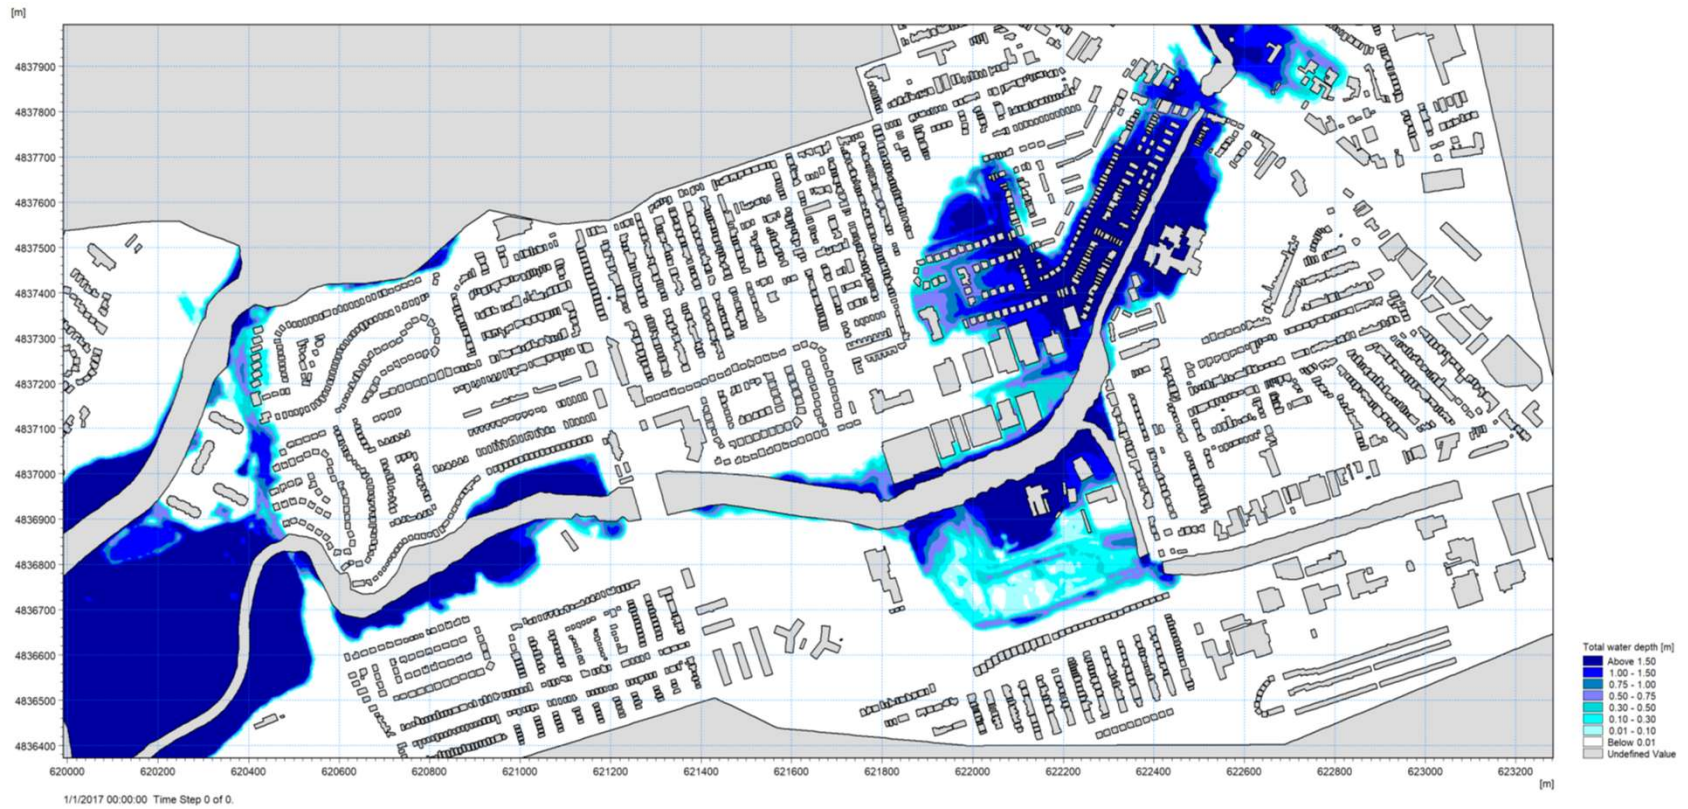 [m]
4837900
4837800
4837700
4837600
4837500
4837400
4837300
4837200
4837100
4837000
4836900
4836800
4836700
4836600
4836500
4836400
620000 620200 620400 620600 620800 621000 621200 621400 621600 621800 622000 622200 622400 622600 622800 623000 623200
[m]
1/1/2017 00:00:00 Time Step 0 of 0.
Total water depth [m]
Above 1.50
1.00 - 1.50
0.75 - 1.00
0.50 - 0.75
0.30 - 0.50
0.10 - 0.30
0.01 - 0.10
Below 0.01
Undefined Value